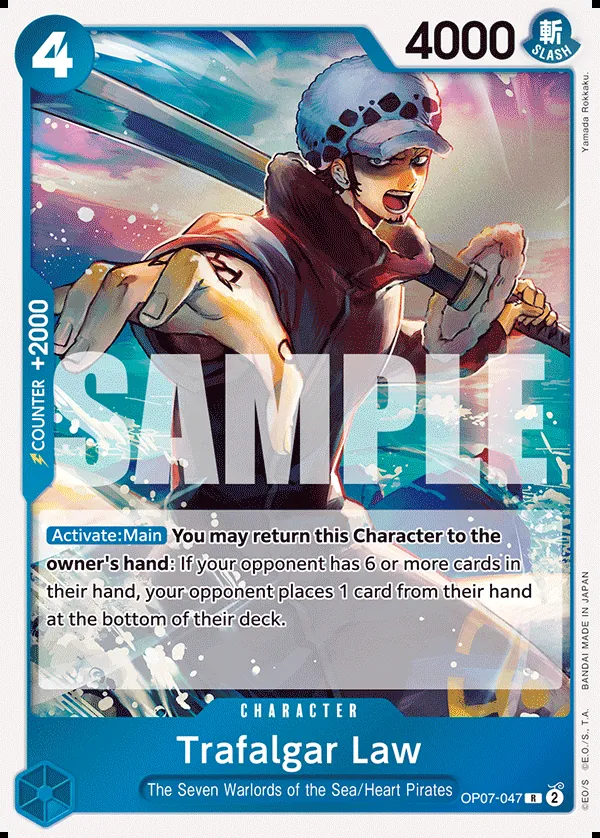 4
4000
斬
SLASH
Yamada Rokkaku.
COUNTER +2000
SAMPLE
Activate:Main You may return this Character to the
owner's hand: If your opponent has 6 or more cards in
their hand, your opponent places 1 card from their hand
at the bottom of their deck.
CHARACTER
Trafalgar Law
The Seven Warlords of the Sea/Heart Pirates
OP07-047 R 2
©E.O/S ©E.O./S., T.A. BANDAI MADE IN JAPAN